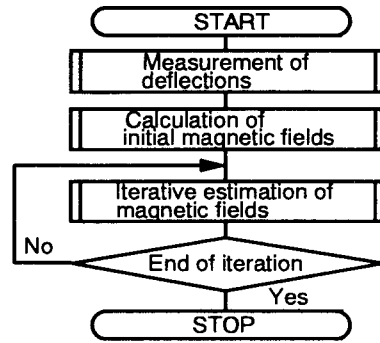 START
Measurement of
deflections
Calculation of
initial magnetic fields
Iterative estimation of
magnetic fields
No
End of iteration
Yes
STOP